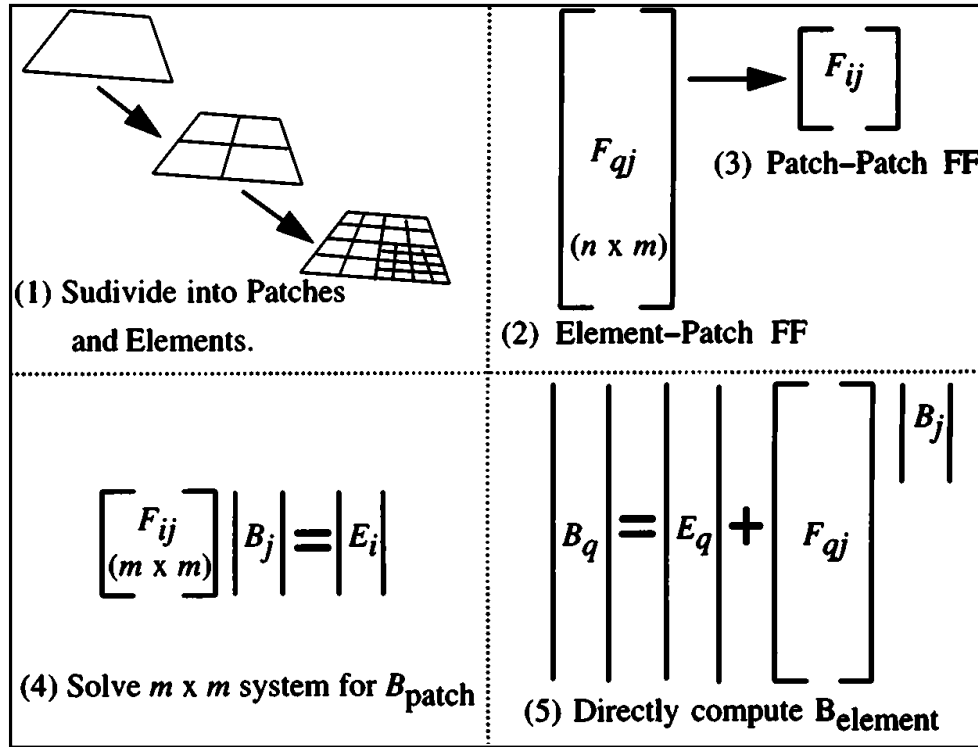 (1) Sudivide into Patches
and Elements.
F_qj
(n x m)
(2) Element–Patch FF
F_ij
(3) Patch–Patch FF
F_ij
(m x m)
B_j = E_i
(4) Solve m x m system for B_patch
B_q = E_q + F_qj B_j
(5) Directly compute B_element